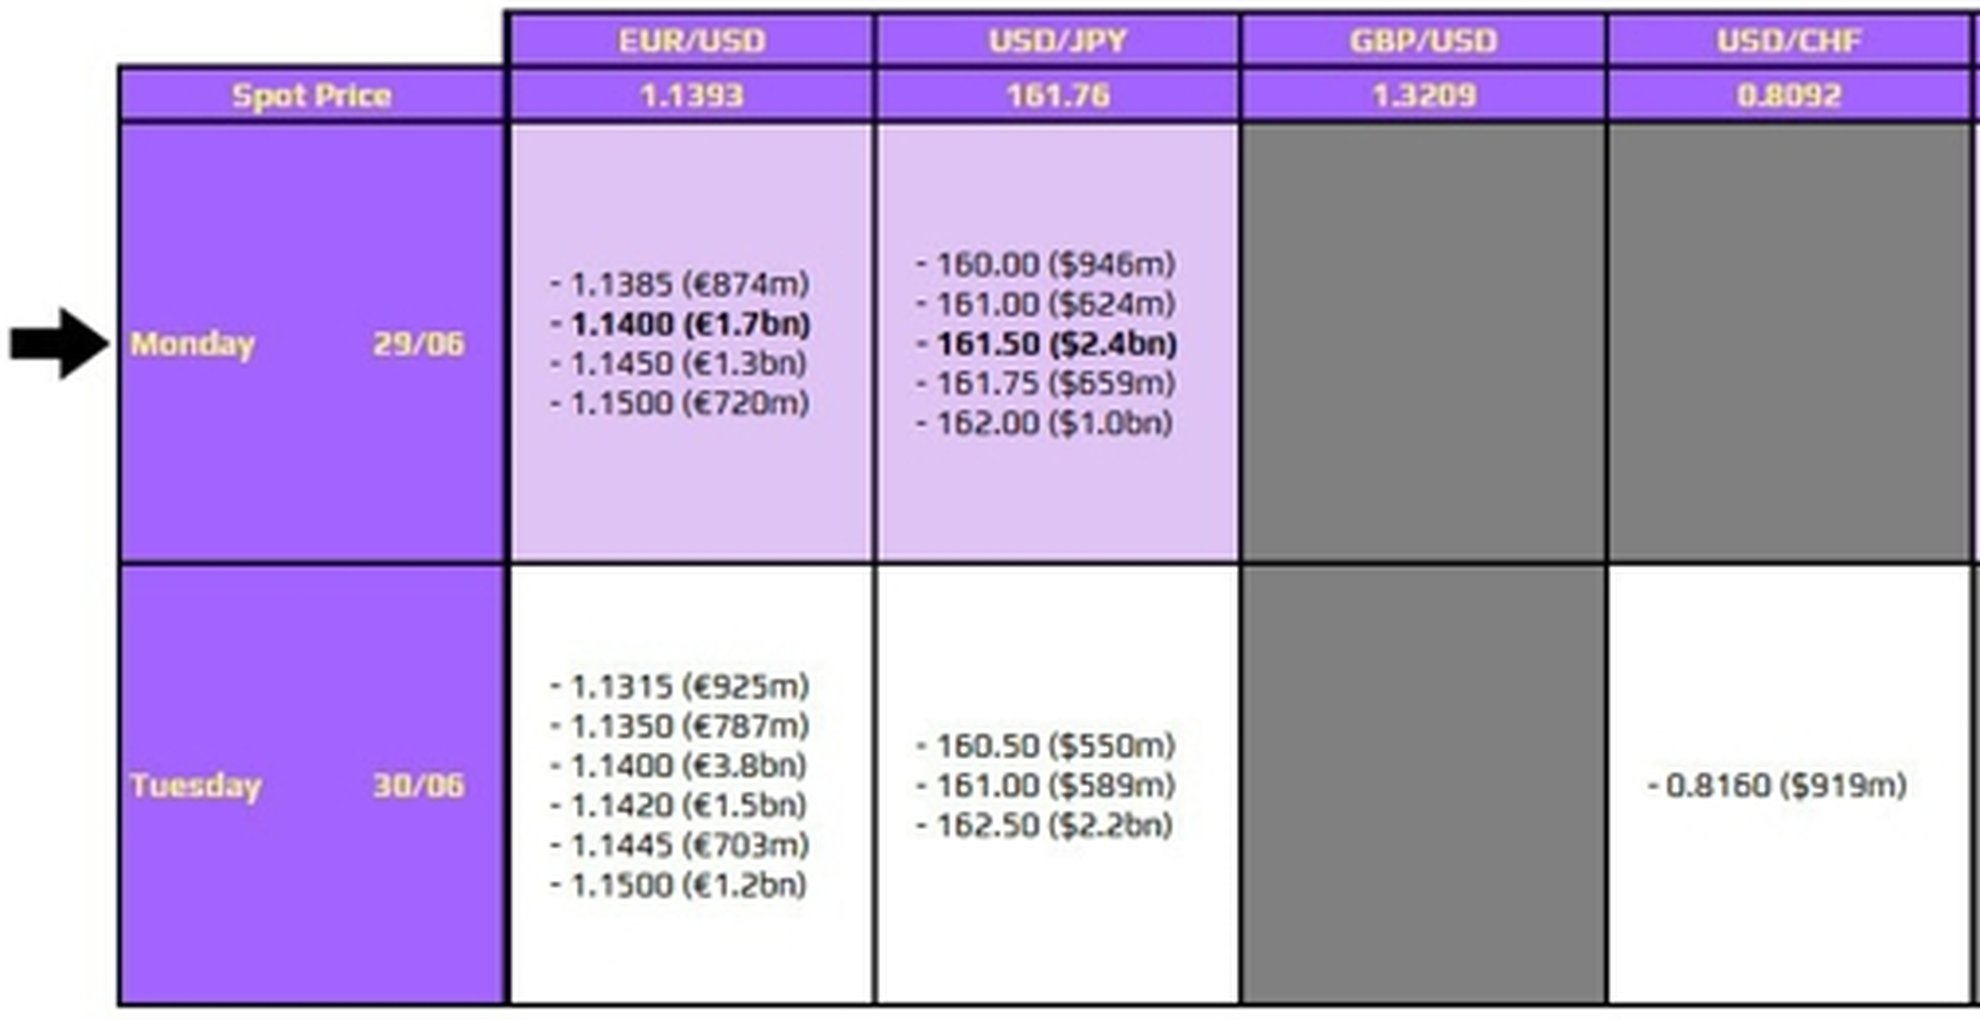 EUR/USD USD/JPY GBP/USD USD/CHF
Spot Price 1.1393 161.76 1.3209 0.8092
Monday 29/06
- 1.1385 (€874m)
- 1.1400 (€1.7bn)
- 1.1450 (€1.3bn)
- 1.1500 (€720m)
- 160.00 ($946m)
- 161.00 ($624m)
- 161.50 ($2.4bn)
- 161.75 ($659m)
- 162.00 ($1.0bn)
Tuesday 30/06
- 1.1315 (€925m)
- 1.1350 (€787m)
- 1.1400 (€3.8bn)
- 1.1420 (€1.5bn)
- 1.1445 (€703m)
- 1.1500 (€1.2bn)
- 160.50 ($550m)
- 161.00 ($589m)
- 162.50 ($2.2bn)
- 0.8160 ($919m)